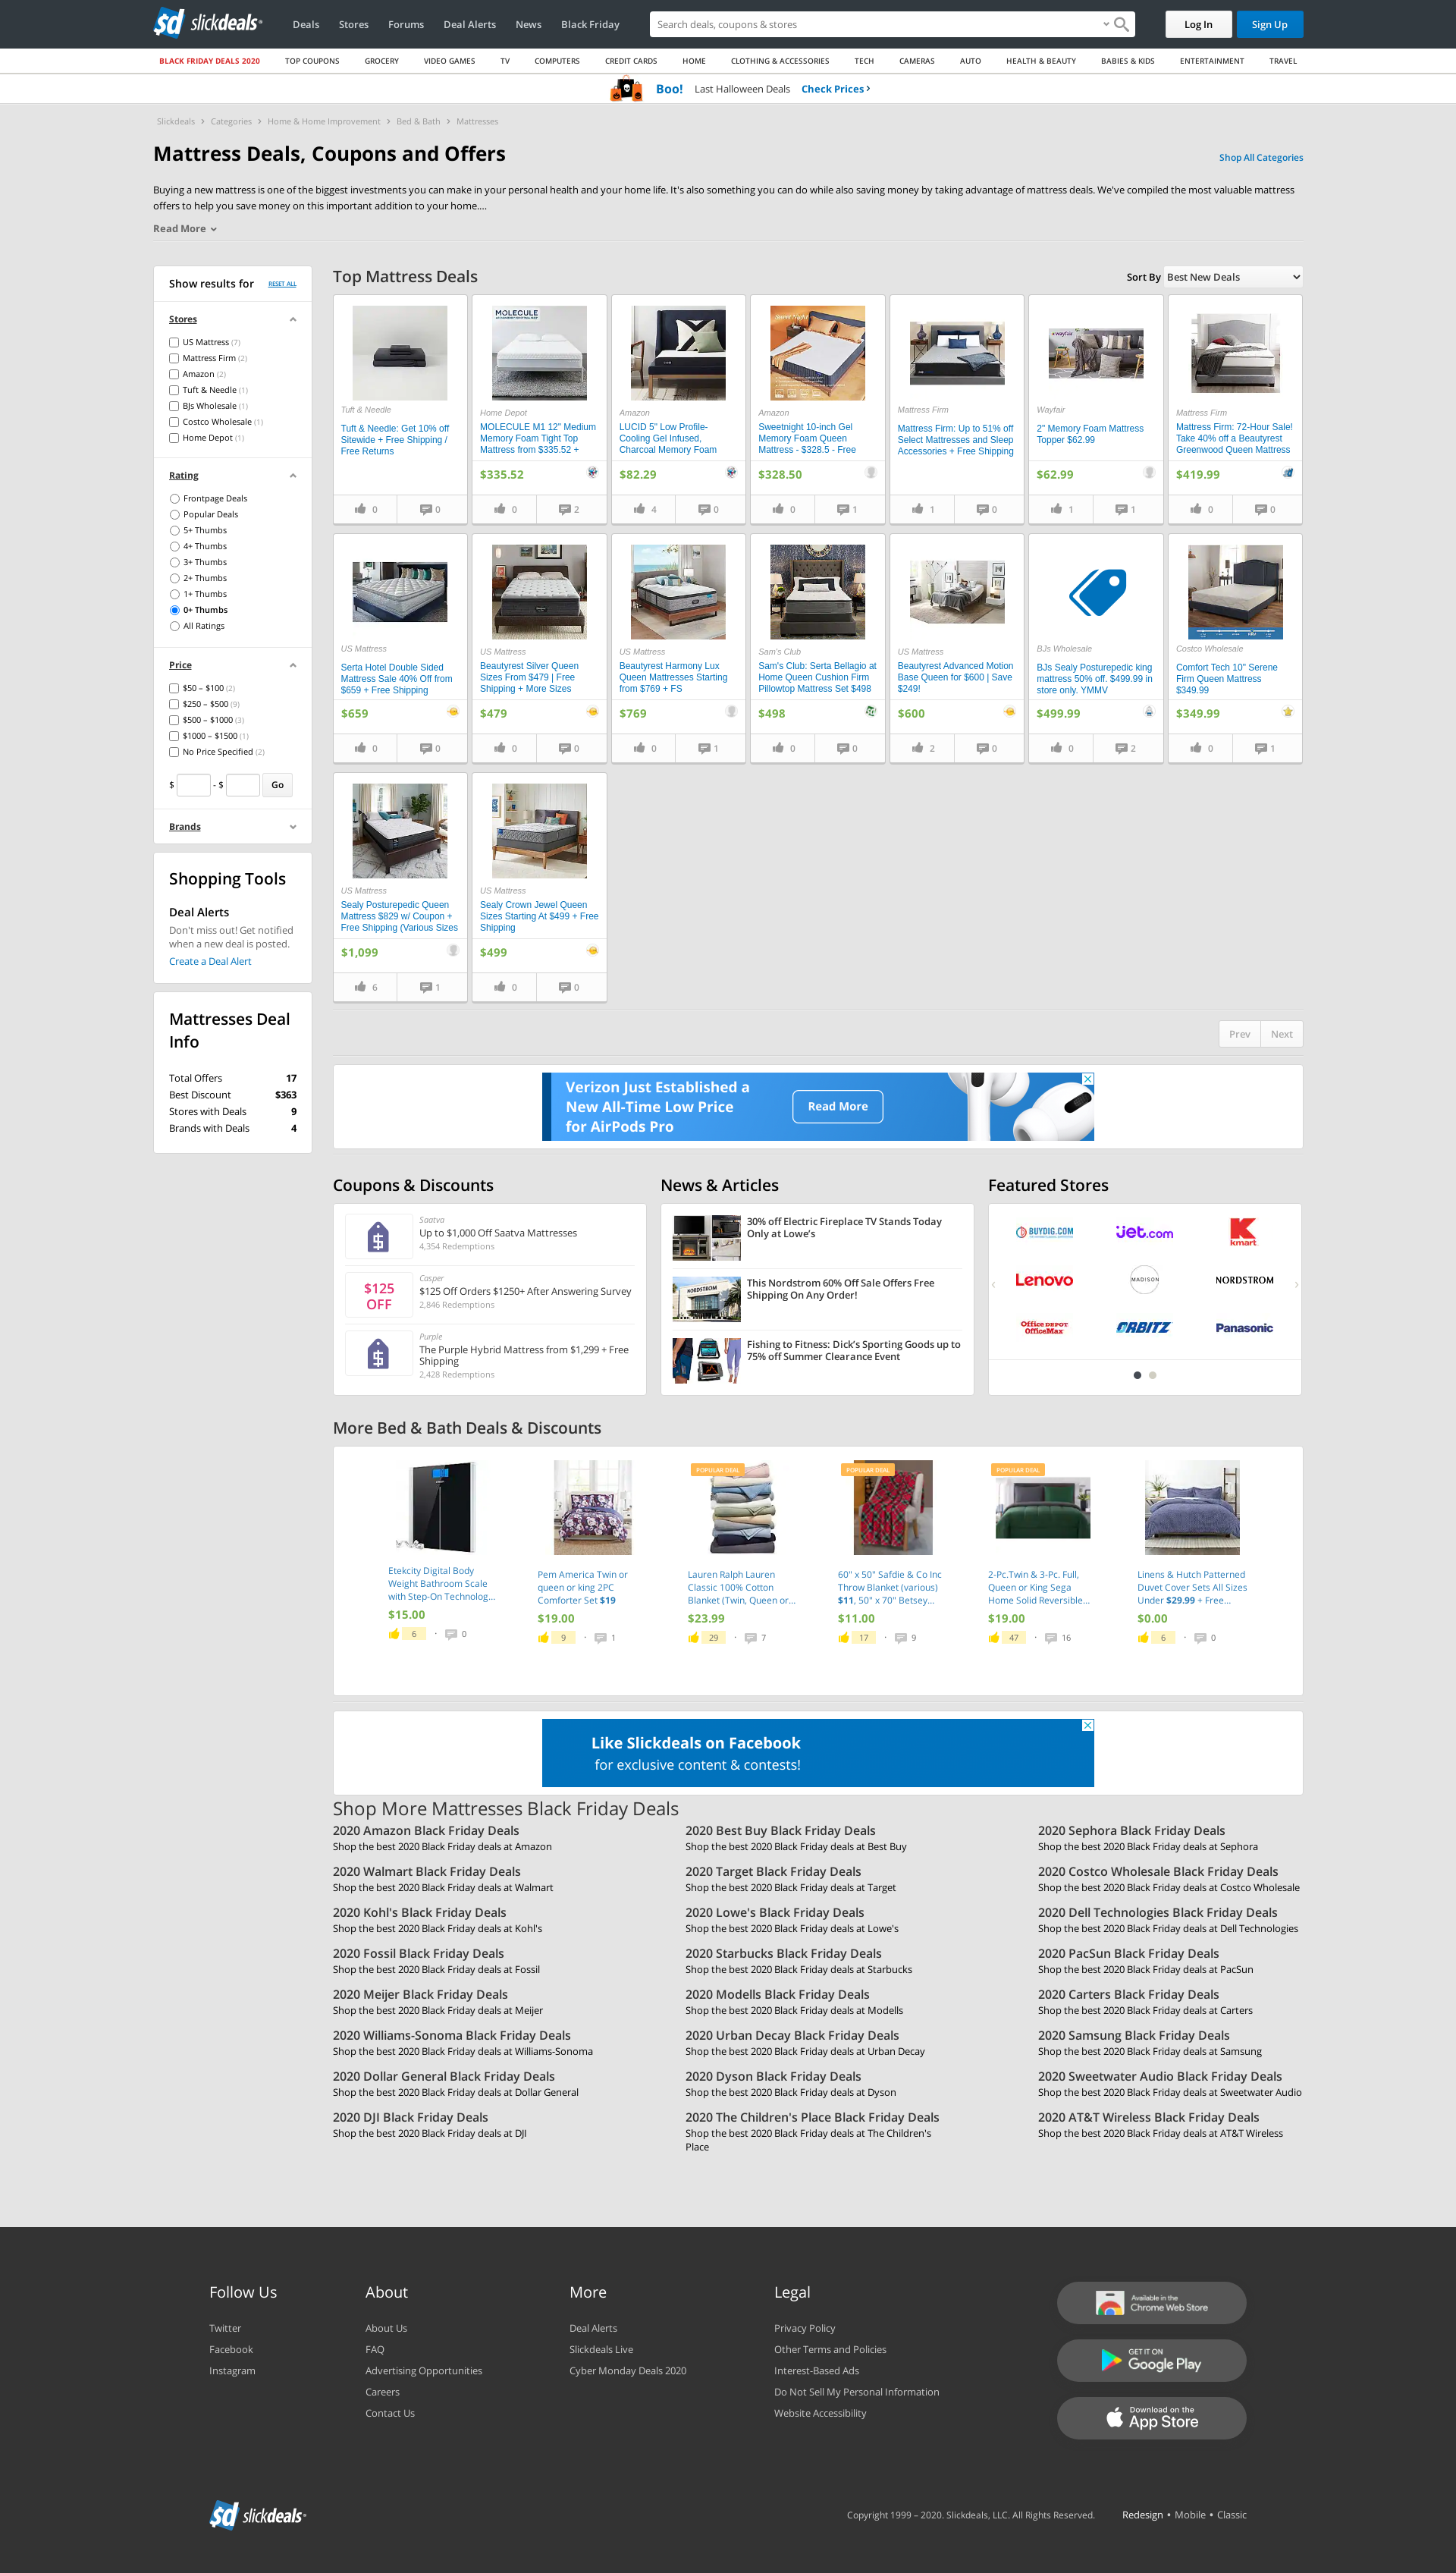 slickdeals
Deals
Stores
Forums
Deal Alerts
News
Black Friday
Search deals, coupons & stores
Log In
Sign Up
BLACK FRIDAY DEALS 2020
TOP COUPONS
GROCERY
VIDEO GAMES
TV
COMPUTERS
CREDIT CARDS
HOME
CLOTHING & ACCESSORIES
TECH
CAMERAS
AUTO
HEALTH & BEAUTY
BABIES & KIDS
ENTERTAINMENT
TRAVEL
Boo! Last Halloween Deals Check Prices ›
Slickdeals › Categories › Home & Home Improvement › Bed & Bath › Mattresses
Mattress Deals, Coupons and Offers
Shop All Categories
Buying a new mattress is one of the biggest investments you can make in your personal health and your home life. It's also something you can do while also saving money by taking advantage of mattress deals. We've compiled the most valuable mattress
offers to help you save money on this important addition to your home....
Read More
Show results for
RESET ALL
Stores
US Mattress (7)
Mattress Firm (2)
Amazon (2)
Tuft & Needle (1)
BJs Wholesale (1)
Costco Wholesale (1)
Home Depot (1)
Rating
Frontpage Deals
Popular Deals
5+ Thumbs
4+ Thumbs
3+ Thumbs
2+ Thumbs
1+ Thumbs
0+ Thumbs
All Ratings
Price
$50 – $100 (2)
$250 – $500 (9)
$500 – $1000 (3)
$1000 – $1500 (1)
No Price Specified (2)
$ - $ Go
Brands
Shopping Tools
Deal Alerts
Don't miss out! Get notified
when a new deal is posted.
Create a Deal Alert
Mattresses Deal
Info
Total Offers 17
Best Discount $363
Stores with Deals 9
Brands with Deals 4
Top Mattress Deals
Sort By Best New Deals
Tuft & Needle
Tuft & Needle: Get 10% off
Sitewide + Free Shipping /
Free Returns
0 0
MOLECULE
Home Depot
MOLECULE M1 12" Medium
Memory Foam Tight Top
Mattress from $335.52 +
$335.52
0 2
Amazon
LUCID 5" Low Profile-
Cooling Gel Infused,
Charcoal Memory Foam
$82.29
4 0
Sweet Night
Amazon
Sweetnight 10-inch Gel
Memory Foam Queen
Mattress - $328.5 - Free
$328.50
0 1
Mattress Firm
Mattress Firm: Up to 51% off
Select Mattresses and Sleep
Accessories + Free Shipping
1 0
wayfair
Wayfair
2" Memory Foam Mattress
Topper $62.99
$62.99
1 1
Mattress Firm
Mattress Firm: 72-Hour Sale!
Take 40% off a Beautyrest
Greenwood Queen Mattress
$419.99
0 0
US Mattress
Serta Hotel Double Sided
Mattress Sale 40% Off from
$659 + Free Shipping
$659
0 0
US Mattress
Beautyrest Silver Queen
Sizes From $479 | Free
Shipping + More Sizes
$479
0 0
US Mattress
Beautyrest Harmony Lux
Queen Mattresses Starting
from $769 + FS
$769
0 1
Sam's Club
Sam's Club: Serta Bellagio at
Home Queen Cushion Firm
Pillowtop Mattress Set $498
$498
0 0
US Mattress
Beautyrest Advanced Motion
Base Queen for $600 | Save
$249!
$600
2 0
BJs Wholesale
BJs Sealy Posturepedic king
mattress 50% off. $499.99 in
store only. YMMV
$499.99
0 2
Costco Wholesale
Comfort Tech 10" Serene
Firm Queen Mattress
$349.99
$349.99
0 1
US Mattress
Sealy Posturepedic Queen
Mattress $829 w/ Coupon +
Free Shipping (Various Sizes
$1,099
6 1
US Mattress
Sealy Crown Jewel Queen
Sizes Starting At $499 + Free
Shipping
$499
0 0
Prev Next
Verizon Just Established a
New All-Time Low Price
for AirPods Pro
Read More
Coupons & Discounts
Saatva
Up to $1,000 Off Saatva Mattresses
4,354 Redemptions
$125
OFF
Casper
$125 Off Orders $1250+ After Answering Survey
2,846 Redemptions
Purple
The Purple Hybrid Mattress from $1,299 + Free
Shipping
2,428 Redemptions
News & Articles
30% off Electric Fireplace TV Stands Today
Only at Lowe's
NORDSTROM
This Nordstrom 60% Off Sale Offers Free
Shipping On Any Order!
Fishing to Fitness: Dick's Sporting Goods up to
75% off Summer Clearance Event
Featured Stores
BUYDIG.COM
jet.com
kmart
Lenovo
MADISON
NORDSTROM
Office DEPOT
OfficeMax
ORBITZ
Panasonic
More Bed & Bath Deals & Discounts
Etekcity Digital Body
Weight Bathroom Scale
with Step-On Technolog...
$15.00
6 · 0
Pem America Twin or
queen or king 2PC
Comforter Set $19
$19.00
9 · 1
POPULAR DEAL
Lauren Ralph Lauren
Classic 100% Cotton
Blanket (Twin, Queen or...
$23.99
29 · 7
POPULAR DEAL
60" x 50" Safdie & Co Inc
Throw Blanket (various)
$11, 50" x 70" Betsey...
$11.00
17 · 9
POPULAR DEAL
2-Pc.Twin & 3-Pc. Full,
Queen or King Sega
Home Solid Reversible...
$19.00
47 · 16
Linens & Hutch Patterned
Duvet Cover Sets All Sizes
Under $29.99 + Free...
$0.00
6 · 0
Like Slickdeals on Facebook
for exclusive content & contests!
Shop More Mattresses Black Friday Deals
2020 Amazon Black Friday Deals
Shop the best 2020 Black Friday deals at Amazon
2020 Best Buy Black Friday Deals
Shop the best 2020 Black Friday deals at Best Buy
2020 Sephora Black Friday Deals
Shop the best 2020 Black Friday deals at Sephora
2020 Walmart Black Friday Deals
Shop the best 2020 Black Friday deals at Walmart
2020 Target Black Friday Deals
Shop the best 2020 Black Friday deals at Target
2020 Costco Wholesale Black Friday Deals
Shop the best 2020 Black Friday deals at Costco Wholesale
2020 Kohl's Black Friday Deals
Shop the best 2020 Black Friday deals at Kohl's
2020 Lowe's Black Friday Deals
Shop the best 2020 Black Friday deals at Lowe's
2020 Dell Technologies Black Friday Deals
Shop the best 2020 Black Friday deals at Dell Technologies
2020 Fossil Black Friday Deals
Shop the best 2020 Black Friday deals at Fossil
2020 Starbucks Black Friday Deals
Shop the best 2020 Black Friday deals at Starbucks
2020 PacSun Black Friday Deals
Shop the best 2020 Black Friday deals at PacSun
2020 Meijer Black Friday Deals
Shop the best 2020 Black Friday deals at Meijer
2020 Modells Black Friday Deals
Shop the best 2020 Black Friday deals at Modells
2020 Carters Black Friday Deals
Shop the best 2020 Black Friday deals at Carters
2020 Williams-Sonoma Black Friday Deals
Shop the best 2020 Black Friday deals at Williams-Sonoma
2020 Urban Decay Black Friday Deals
Shop the best 2020 Black Friday deals at Urban Decay
2020 Samsung Black Friday Deals
Shop the best 2020 Black Friday deals at Samsung
2020 Dollar General Black Friday Deals
Shop the best 2020 Black Friday deals at Dollar General
2020 Dyson Black Friday Deals
Shop the best 2020 Black Friday deals at Dyson
2020 Sweetwater Audio Black Friday Deals
Shop the best 2020 Black Friday deals at Sweetwater Audio
2020 DJI Black Friday Deals
Shop the best 2020 Black Friday deals at DJI
2020 The Children's Place Black Friday Deals
Shop the best 2020 Black Friday deals at The Children's
Place
2020 AT&T Wireless Black Friday Deals
Shop the best 2020 Black Friday deals at AT&T Wireless
Follow Us
Twitter
Facebook
Instagram
About
About Us
FAQ
Advertising Opportunities
Careers
Contact Us
More
Deal Alerts
Slickdeals Live
Cyber Monday Deals 2020
Legal
Privacy Policy
Other Terms and Policies
Interest-Based Ads
Do Not Sell My Personal Information
Website Accessibility
Available in the
Chrome Web Store
GET IT ON
Google Play
Download on the
App Store
slickdeals
Copyright 1999 – 2020. Slickdeals, LLC. All Rights Reserved.
Redesign • Mobile • Classic